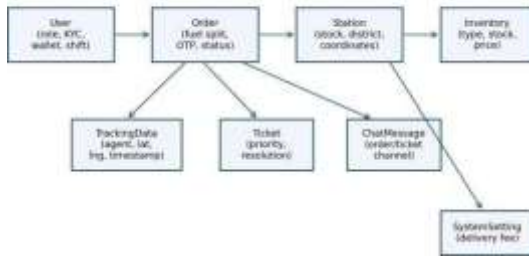 User
(role, KYC,
wallet, shift)
Order
(fuel split,
OTP, status)
Station
(stock, district,
coordinates)
Inventory
(type, stock,
price)
TrackingData
(agent, lat,
lng, timestamp)
Ticket
(priority,
resolution)
ChatMessage
(order/ticket
channel)
SystemSetting
(delivery fee)